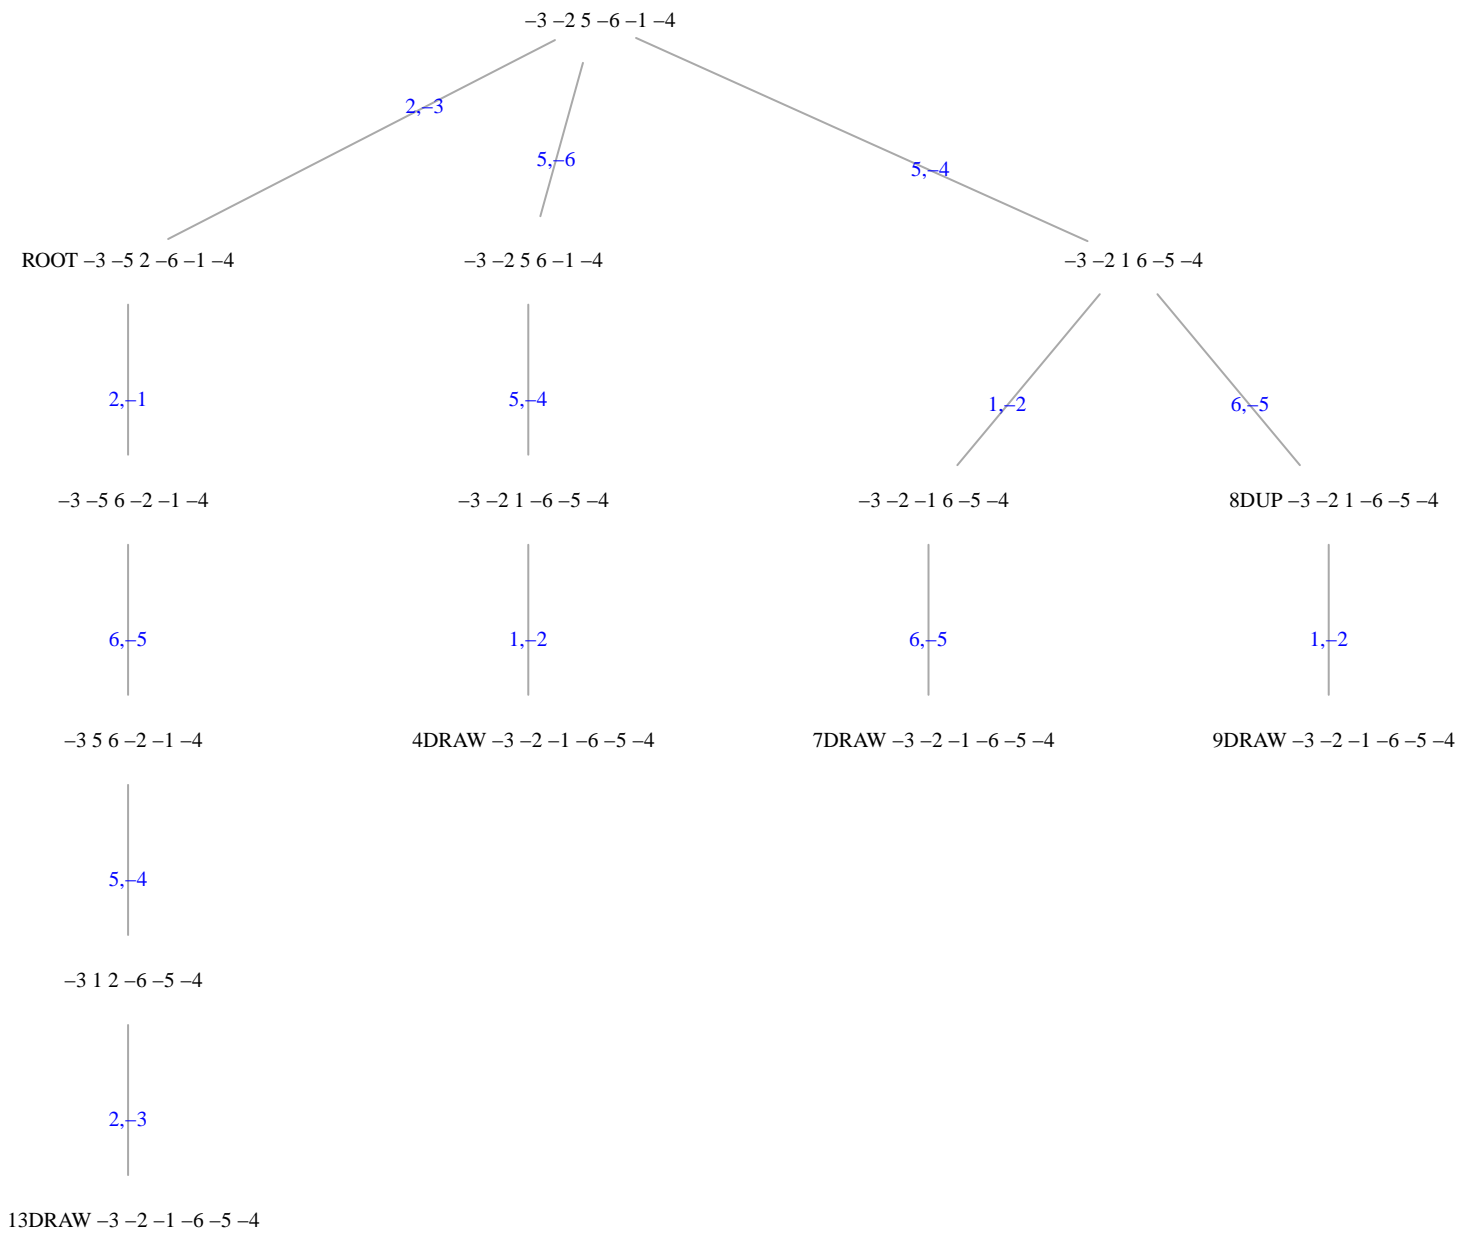 –3 –2 5 –6 –1 –4
2,–3
5,–6
5,–4
ROOT –3 –5 2 –6 –1 –4
–3 –2 5 6 –1 –4
–3 –2 1 6 –5 –4
2,–1
5,–4
1,–2
6,–5
–3 –5 6 –2 –1 –4
–3 –2 1 –6 –5 –4
–3 –2 –1 6 –5 –4
8DUP –3 –2 1 –6 –5 –4
6,–5
1,–2
6,–5
1,–2
–3 5 6 –2 –1 –4
4DRAW –3 –2 –1 –6 –5 –4
7DRAW –3 –2 –1 –6 –5 –4
9DRAW –3 –2 –1 –6 –5 –4
5,–4
–3 1 2 –6 –5 –4
2,–3
13DRAW –3 –2 –1 –6 –5 –4